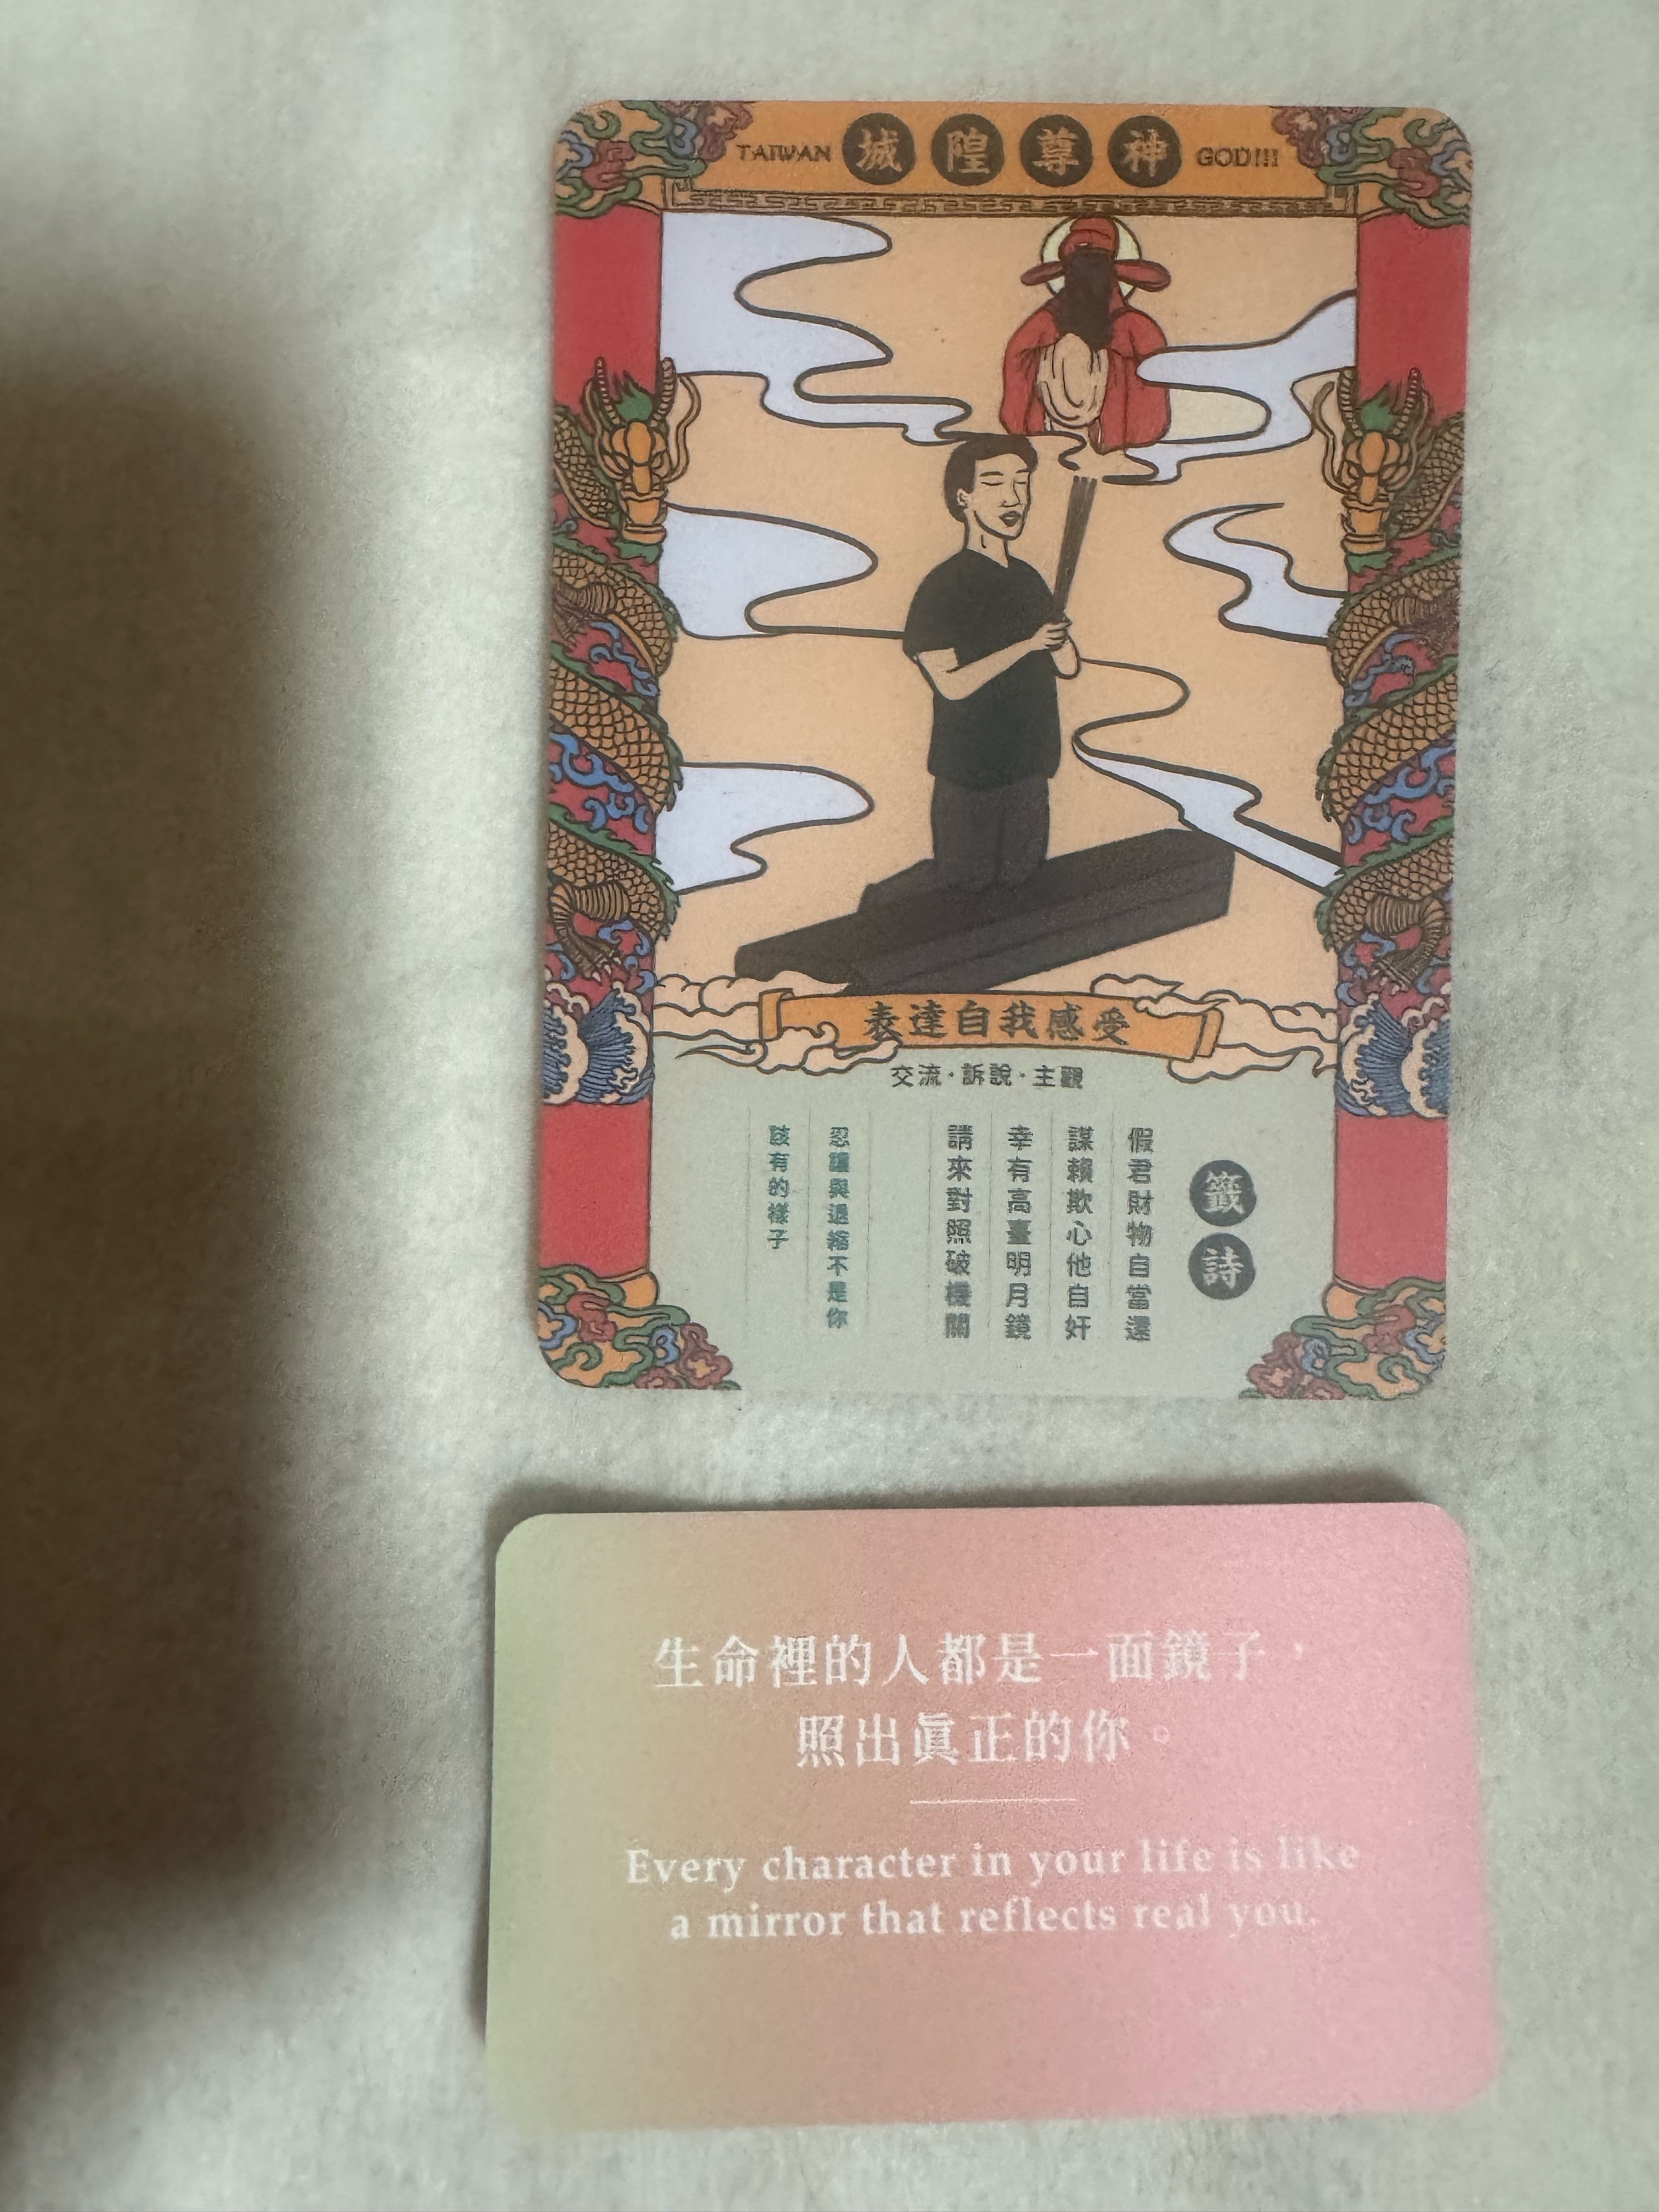 TAIWAN 城隍尊神 GOD!!!
表達自我感受
交流·訴說·主觀
籤詩
假君財物自當還
謀賴欺心他自奸
幸有高臺明月鏡
請來對照破機關
忍讓與退縮不是你
該有的樣子
生命裡的人都是一面鏡子，
照出真正的你。
Every character in your life is like
a mirror that reflects real you.